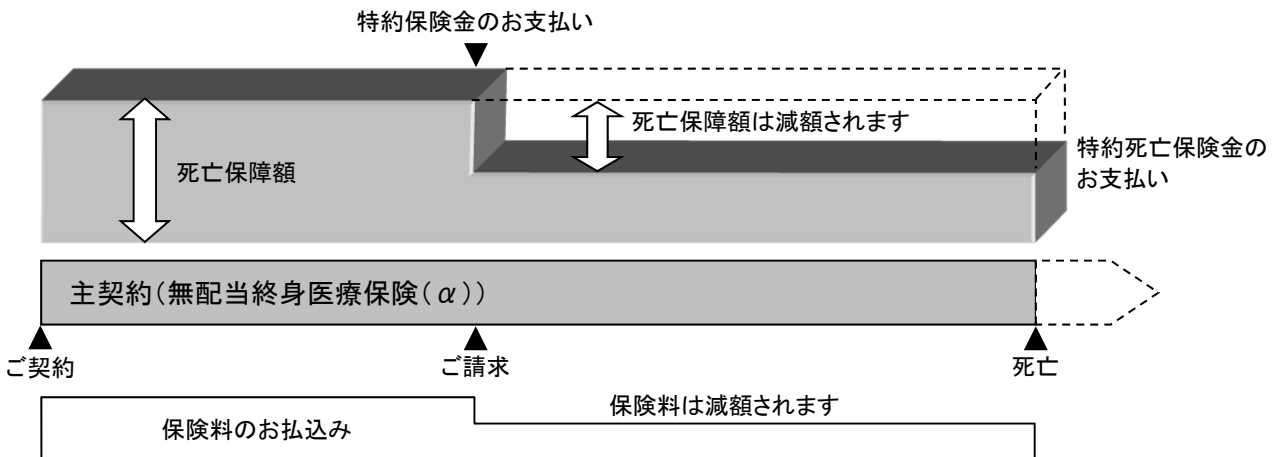 特約保険金のお支払い
死亡保障額は減額されます
死亡保障額
特約死亡保険金の
お支払い
主契約(無配当終身医療保険(α))
ご契約
ご請求
死亡
保険料は減額されます
保険料のお払込み